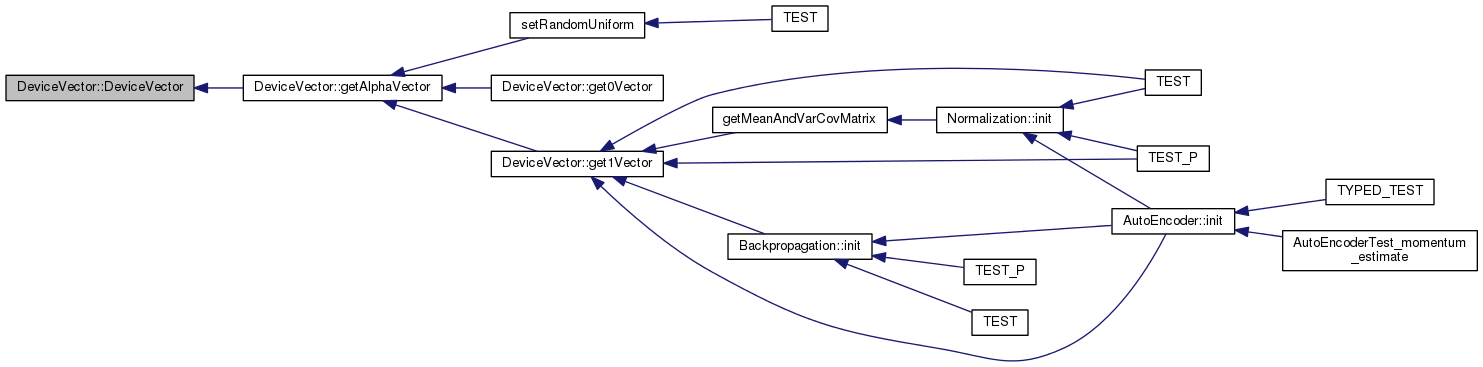 DeviceVector::DeviceVector
DeviceVector::getAlphaVector
setRandomUniform
TEST
DeviceVector::get0Vector
DeviceVector::get1Vector
getMeanAndVarCovMatrix
Normalization::init
TEST
TEST_P
Backpropagation::init
AutoEncoder::init
TYPED_TEST
AutoEncoderTest_momentum
_estimate
TEST_P
TEST